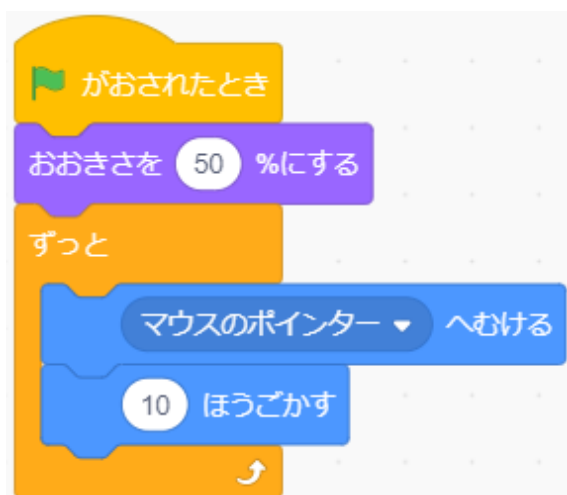 がおされたとき
おおきさを 50 %にする
ずっと
マウスのポインター へむける
10 ほうごかす